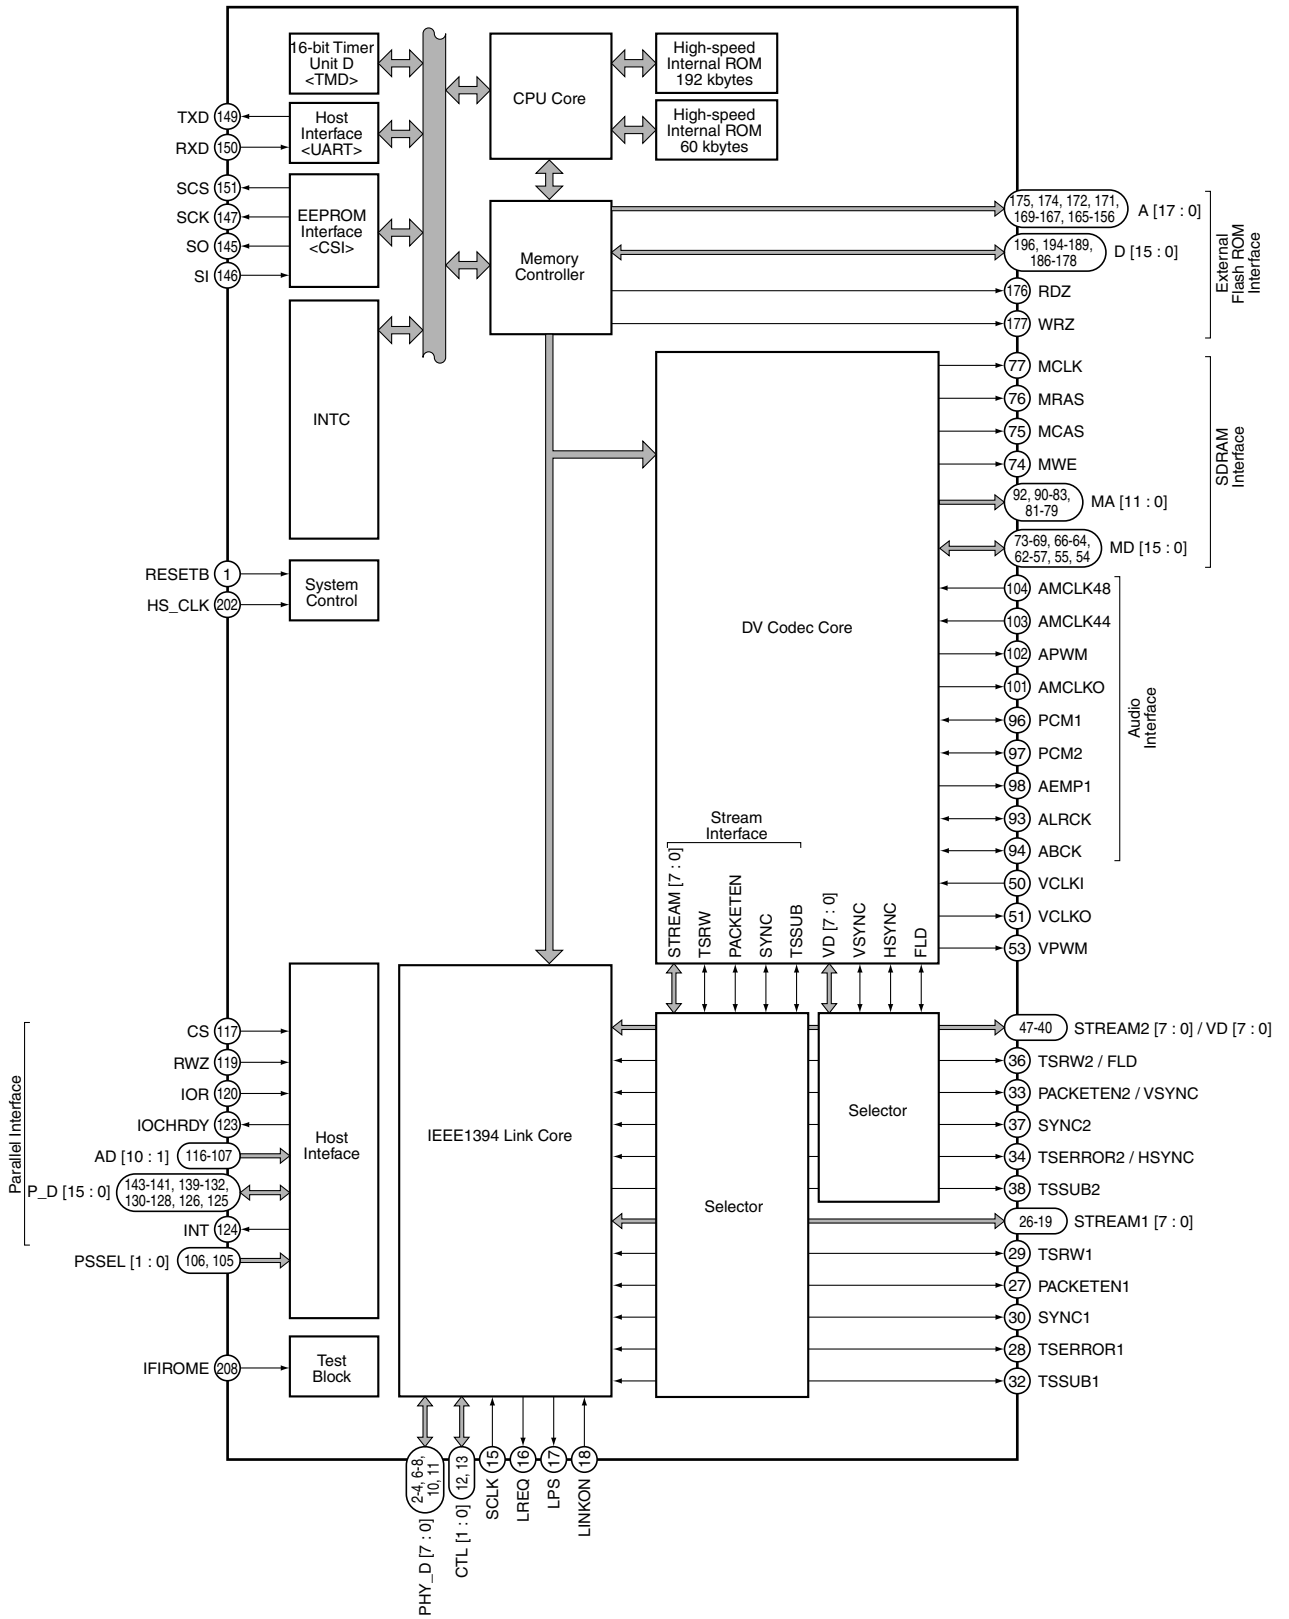 16-bit Timer
Unit D
<TMD>
Host
Interface
<UART>
EEPROM
Interface
<CSI>
INTC
System
Control
CPU Core
High-speed
Internal ROM
192 kbytes
High-speed
Internal ROM
60 kbytes
Memory
Controller
TXD 149
RXD 150
SCS 151
SCK 147
SO 145
SI 146
RESETB 1
HS_CLK 202
175, 174, 172, 171,
169-167, 165-156
A [17 : 0]
196, 194-189,
186-178
D [15 : 0]
176 RDZ
177 WRZ
External
Flash ROM
Interface
77 MCLK
76 MRAS
75 MCAS
74 MWE
92, 90-83,
81-79
MA [11 : 0]
73-69, 66-64,
62-57, 55, 54
MD [15 : 0]
SDRAM
Interface
DV Codec Core
104 AMCLK48
103 AMCLK44
102 APWM
101 AMCLKO
96 PCM1
97 PCM2
98 AEMP1
93 ALRCK
94 ABCK
Audio
Interface
50 VCLKI
51 VCLKO
53 VPWM
Stream
Interface
STREAM [7 : 0]
TSRW
PACKETEN
SYNC
TSSUB
VD [7 : 0]
VSYNC
HSYNC
FLD
Parallel Interface
CS 117
RWZ 119
IOR 120
IOCHRDY 123
AD [10 : 1] 116-107
P_D [15 : 0] 143-141, 139-132,
130-128, 126, 125
INT 124
PSSEL [1 : 0] 106, 105
IFIROME 208
Host
Inteface
Test
Block
IEEE1394 Link Core
Selector
Selector
47-40 STREAM2 [7 : 0] / VD [7 : 0]
36 TSRW2 / FLD
33 PACKETEN2 / VSYNC
37 SYNC2
34 TSERROR2 / HSYNC
38 TSSUB2
26-19 STREAM1 [7 : 0]
29 TSRW1
27 PACKETEN1
30 SYNC1
28 TSERROR1
32 TSSUB1
2-4, 6-8,
10, 11
PHY_D [7 : 0]
12, 13
CTL [1 : 0]
15 SCLK
16 LREQ
17 LPS
18 LINKON